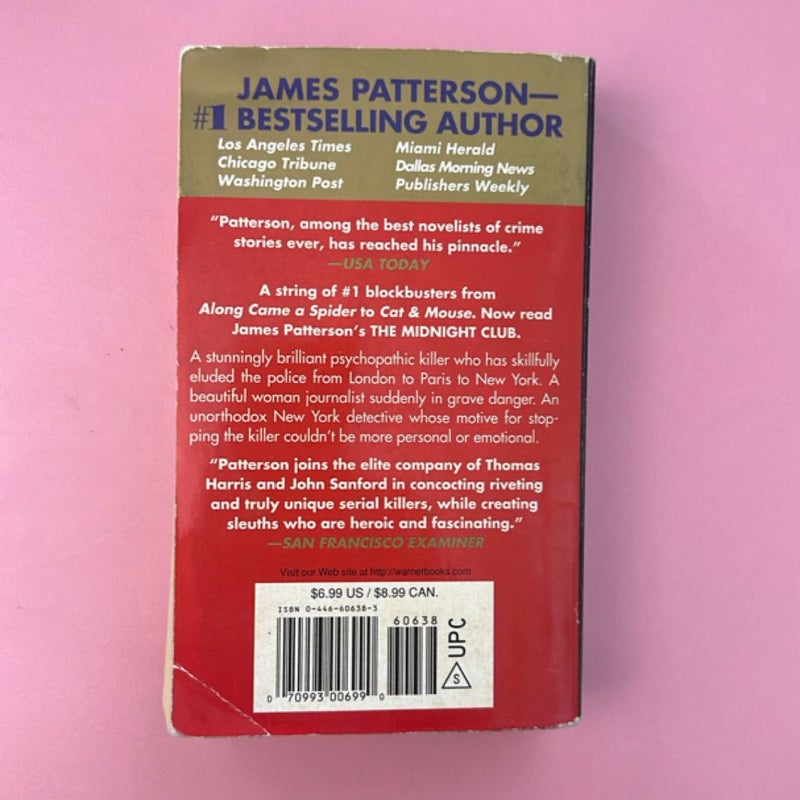 JAMES PATTERSON—
#1 BESTSELLING AUTHOR
Los Angeles Times Miami Herald
Chicago Tribune Dallas Morning News
Washington Post Publishers Weekly
“Patterson, among the best novelists of crime
stories ever, has reached his pinnacle.”
—USA TODAY
A string of #1 blockbusters from
Along Came a Spider to Cat & Mouse. Now read
James Patterson’s THE MIDNIGHT CLUB.
A stunningly brilliant psychopathic killer who has skillfully
eluded the police from London to Paris to New York. A
beautiful woman journalist suddenly in grave danger. An
unorthodox New York detective whose motive for stop-
ping the killer couldn’t be more personal or emotional.
“Patterson joins the elite company of Thomas
Harris and John Sanford in concocting riveting
and truly unique serial killers, while creating
sleuths who are heroic and fascinating.”
—SAN FRANCISCO EXAMINER
Visit our Web site at http://warnerbooks.com
$6.99 US / $8.99 CAN.
ISBN 0-446-60638-3
60638
UPC
S
0 70993 00699 0